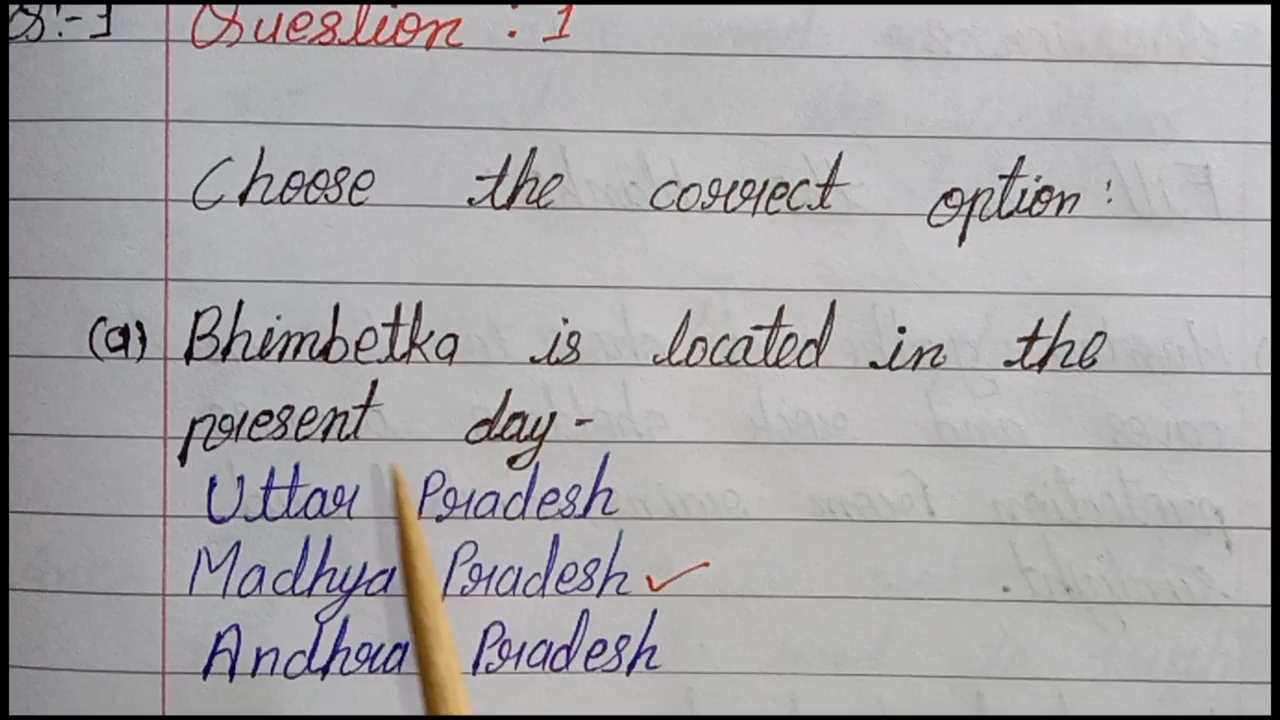 Question : 1
Choose the correct option:
(a) Bhimbetka is located in the
present day-
Uttar Pradesh
Madhya Pradesh ✓
Andhra Pradesh